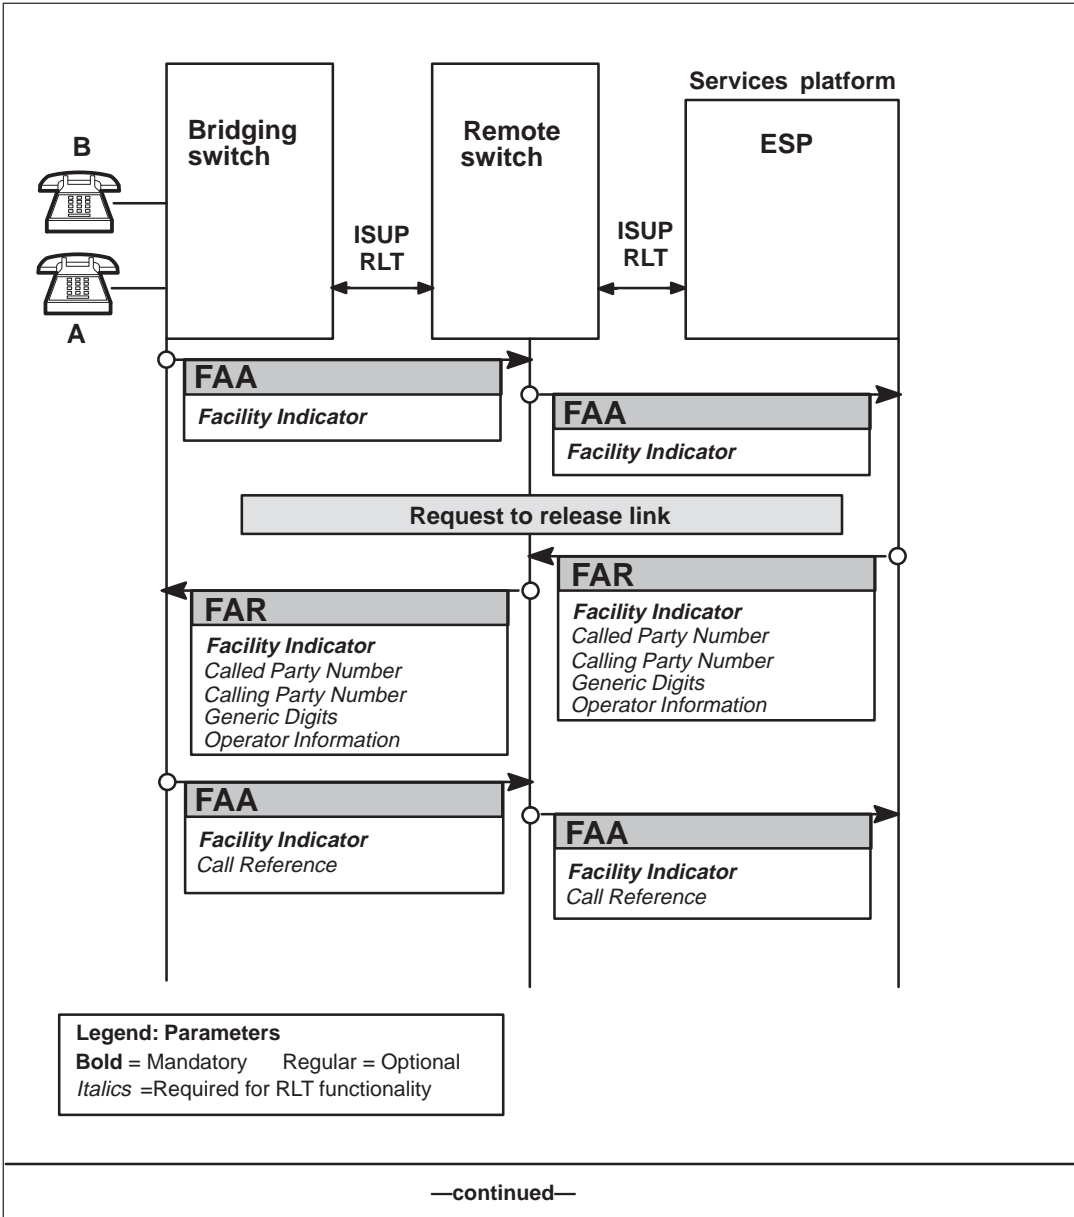 Services platform
Bridging
switch
Remote
switch
ESP
B
A
ISUP
RLT
ISUP
RLT
FAA
Facility Indicator
FAA
Facility Indicator
Request to release link
FAR
Facility Indicator
Called Party Number
Calling Party Number
Generic Digits
Operator Information
FAR
Facility Indicator
Called Party Number
Calling Party Number
Generic Digits
Operator Information
FAA
Facility Indicator
Call Reference
FAA
Facility Indicator
Call Reference
Legend: Parameters
Bold = Mandatory Regular = Optional
Italics =Required for RLT functionality
—continued—